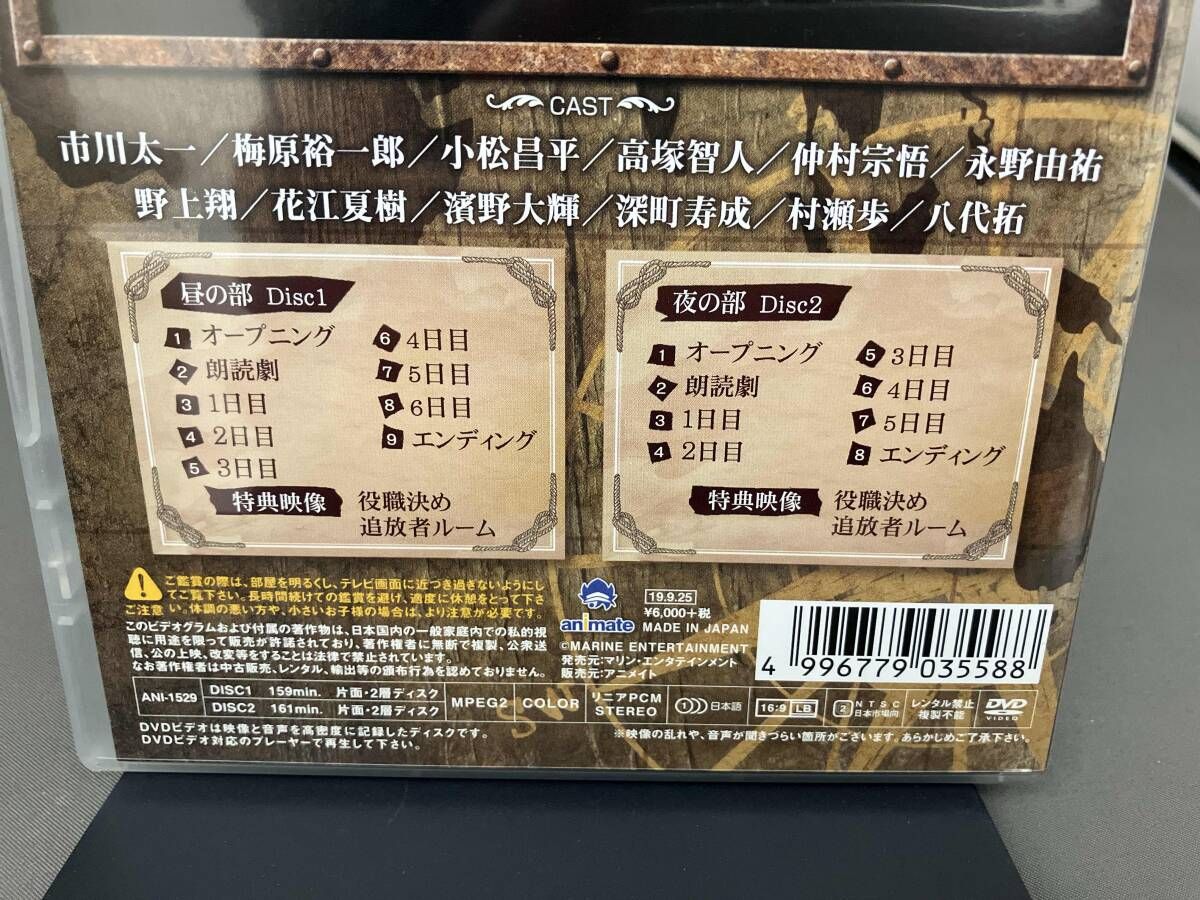 CAST
市川太一／梅原裕一郎／小松昌平／高塚智人／仲村宗悟／永野由祐
野上翔／花江夏樹／濱野大輝／深町寿成／村瀬歩／八代拓
昼の部 Disc1
1 オープニング
2 朗読劇
3 1日目
4 2日目
5 3日目
6 4日目
7 5日目
8 6日目
9 エンディング
特典映像 役職決め
追放者ルーム
夜の部 Disc2
1 オープニング
2 朗読劇
3 1日目
4 2日目
5 3日目
6 4日目
7 5日目
8 エンディング
特典映像 役職決め
追放者ルーム
ご注意
ご鑑賞の際は、部屋を明るくし、テレビ画面に近つき過ぎないようにし
てご覧下さい。長時間続けての鑑賞を避け、適度に休憩をとって下さ
い。体調の悪い方や、小さいお子様の場合は、より注意が必要です。
このビデオグラムおよび付属の著作物は、日本国内の一般家庭内での私的視
聴に用途を限って販売が許諾されており、著作権者に無断で複製、公衆送
信、公の上映、改変等をすることは法律で禁止されています。
なお著作権者は中古販売、レンタル、輸出等の頒布行為を認めておりません。
animate
19.9.25
¥6,000+税
MADE IN JAPAN
©MARINE ENTERTAINMENT
発売元:マリン・エンタテインメント
販売元:アニメイト
4 996779 035588
ANI-1529
DISC1 159min. 片面・2層ディスク
DISC2 161min. 片面・2層ディスク
MPEG2
COLOR
リニアPCM
STEREO
1 日本語
16:9 LB
2 NTSC
日本市場向
レンタル禁止
複製不能
DVD
VIDEO
DVDビデオは映像と音声を高密度に記録したディスクです。
DVDビデオ対応のプレーヤーで再生して下さい。
※映像の乱れや、音声が聞きづらい箇所がございます。あらかじめご了承下さい。